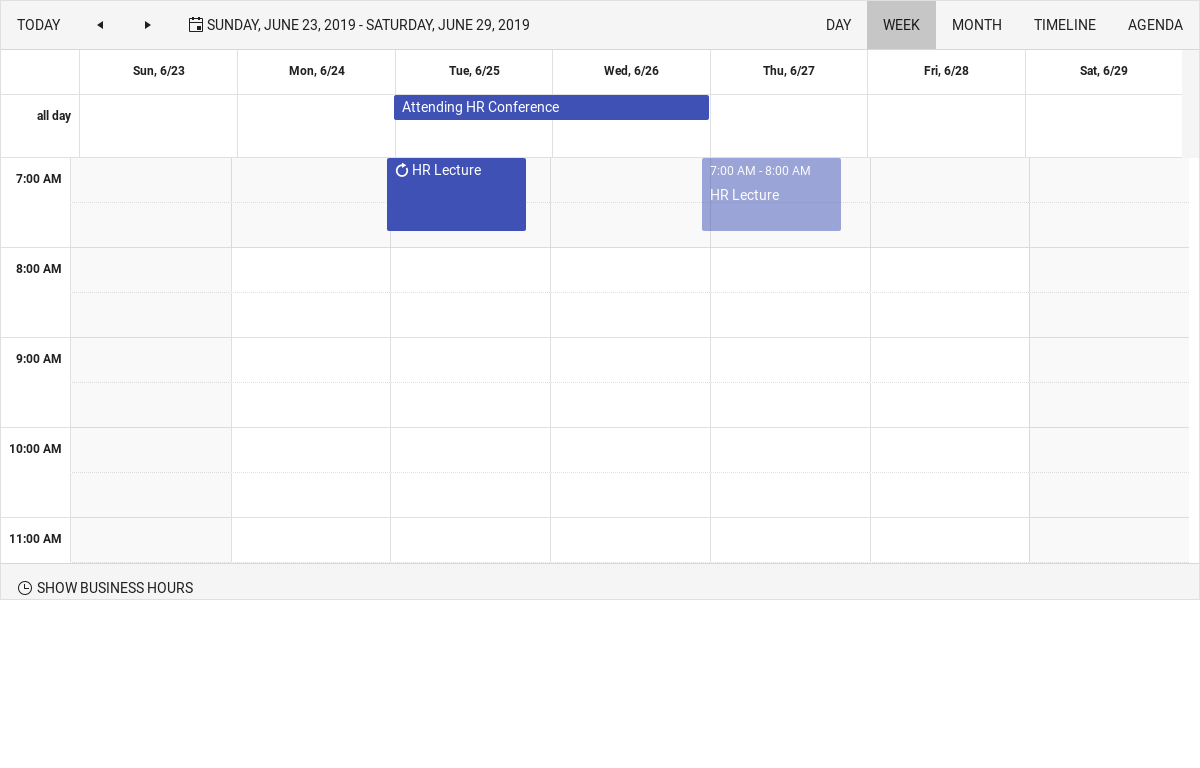 TODAY SUNDAY, JUNE 23, 2019 - SATURDAY, JUNE 29, 2019 DAY WEEK MONTH TIMELINE AGENDA
Sun, 6/23 Mon, 6/24 Tue, 6/25 Wed, 6/26 Thu, 6/27 Fri, 6/28 Sat, 6/29
all day Attending HR Conference
7:00 AM HR Lecture 7:00 AM - 8:00 AM
HR Lecture
8:00 AM
9:00 AM
10:00 AM
11:00 AM
SHOW BUSINESS HOURS